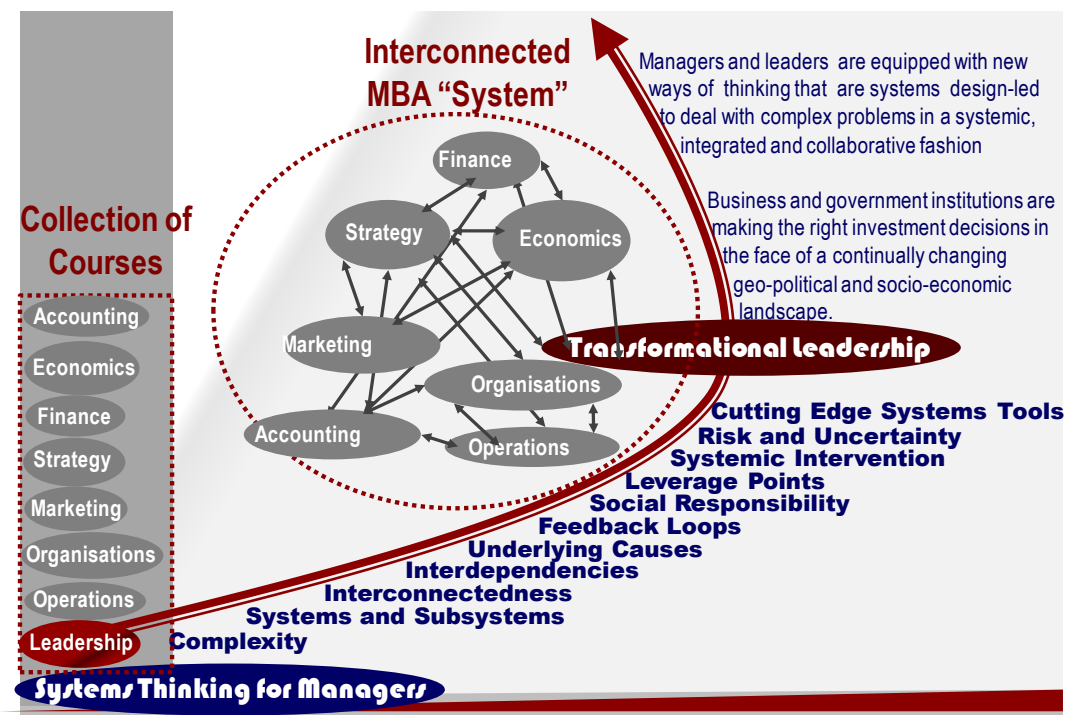 Interconnected
MBA “System”
Managers and leaders are equipped with new
ways of thinking that are systems design-led
to deal with complex problems in a systemic,
integrated and collaborative fashion
Business and government institutions are
making the right investment decisions in
the face of a continually changing
geo-political and socio-economic
landscape.
Collection of
Courses
Accounting
Economics
Finance
Strategy
Marketing
Organisations
Operations
Leadership
Finance
Strategy
Economics
Marketing
Organisations
Accounting
Operations
Transformational Leadership
Cutting Edge Systems Tools
Risk and Uncertainty
Systemic Intervention
Leverage Points
Social Responsibility
Feedback Loops
Underlying Causes
Interdependencies
Interconnectedness
Systems and Subsystems
Complexity
Systems Thinking for Managers